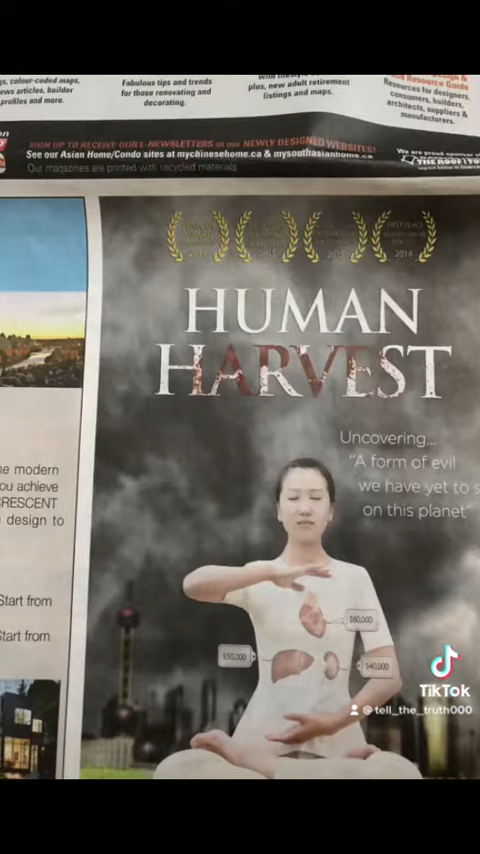 s, colour-coded maps,
ews articles, builder
profiles and more.
Fabulous tips and trends
for those renovating and
decorating.
plus, new adult retirement
listings and maps.
Resource Guide
Resources for designers,
consumers, builders,
architects, suppliers &
manufacturers.
SIGN UP TO RECEIVE OUR E-NEWSLETTERS at our NEWLY DESIGNED WEBSITES!
See our Asian Home/Condo sites at mychinesehome.ca & mysouthasianhome.ca
Our magazines are printed with recycled materials.
We are proud sponsor
2014
HUMAN
HARVEST
Uncovering...
"A form of evil
we have yet to s
on this planet"
he modern
ou achieve
CRESCENT
design to
Start from
Start from
$60,000
$50,000
$40,000
TikTok
@tell_the_truth000